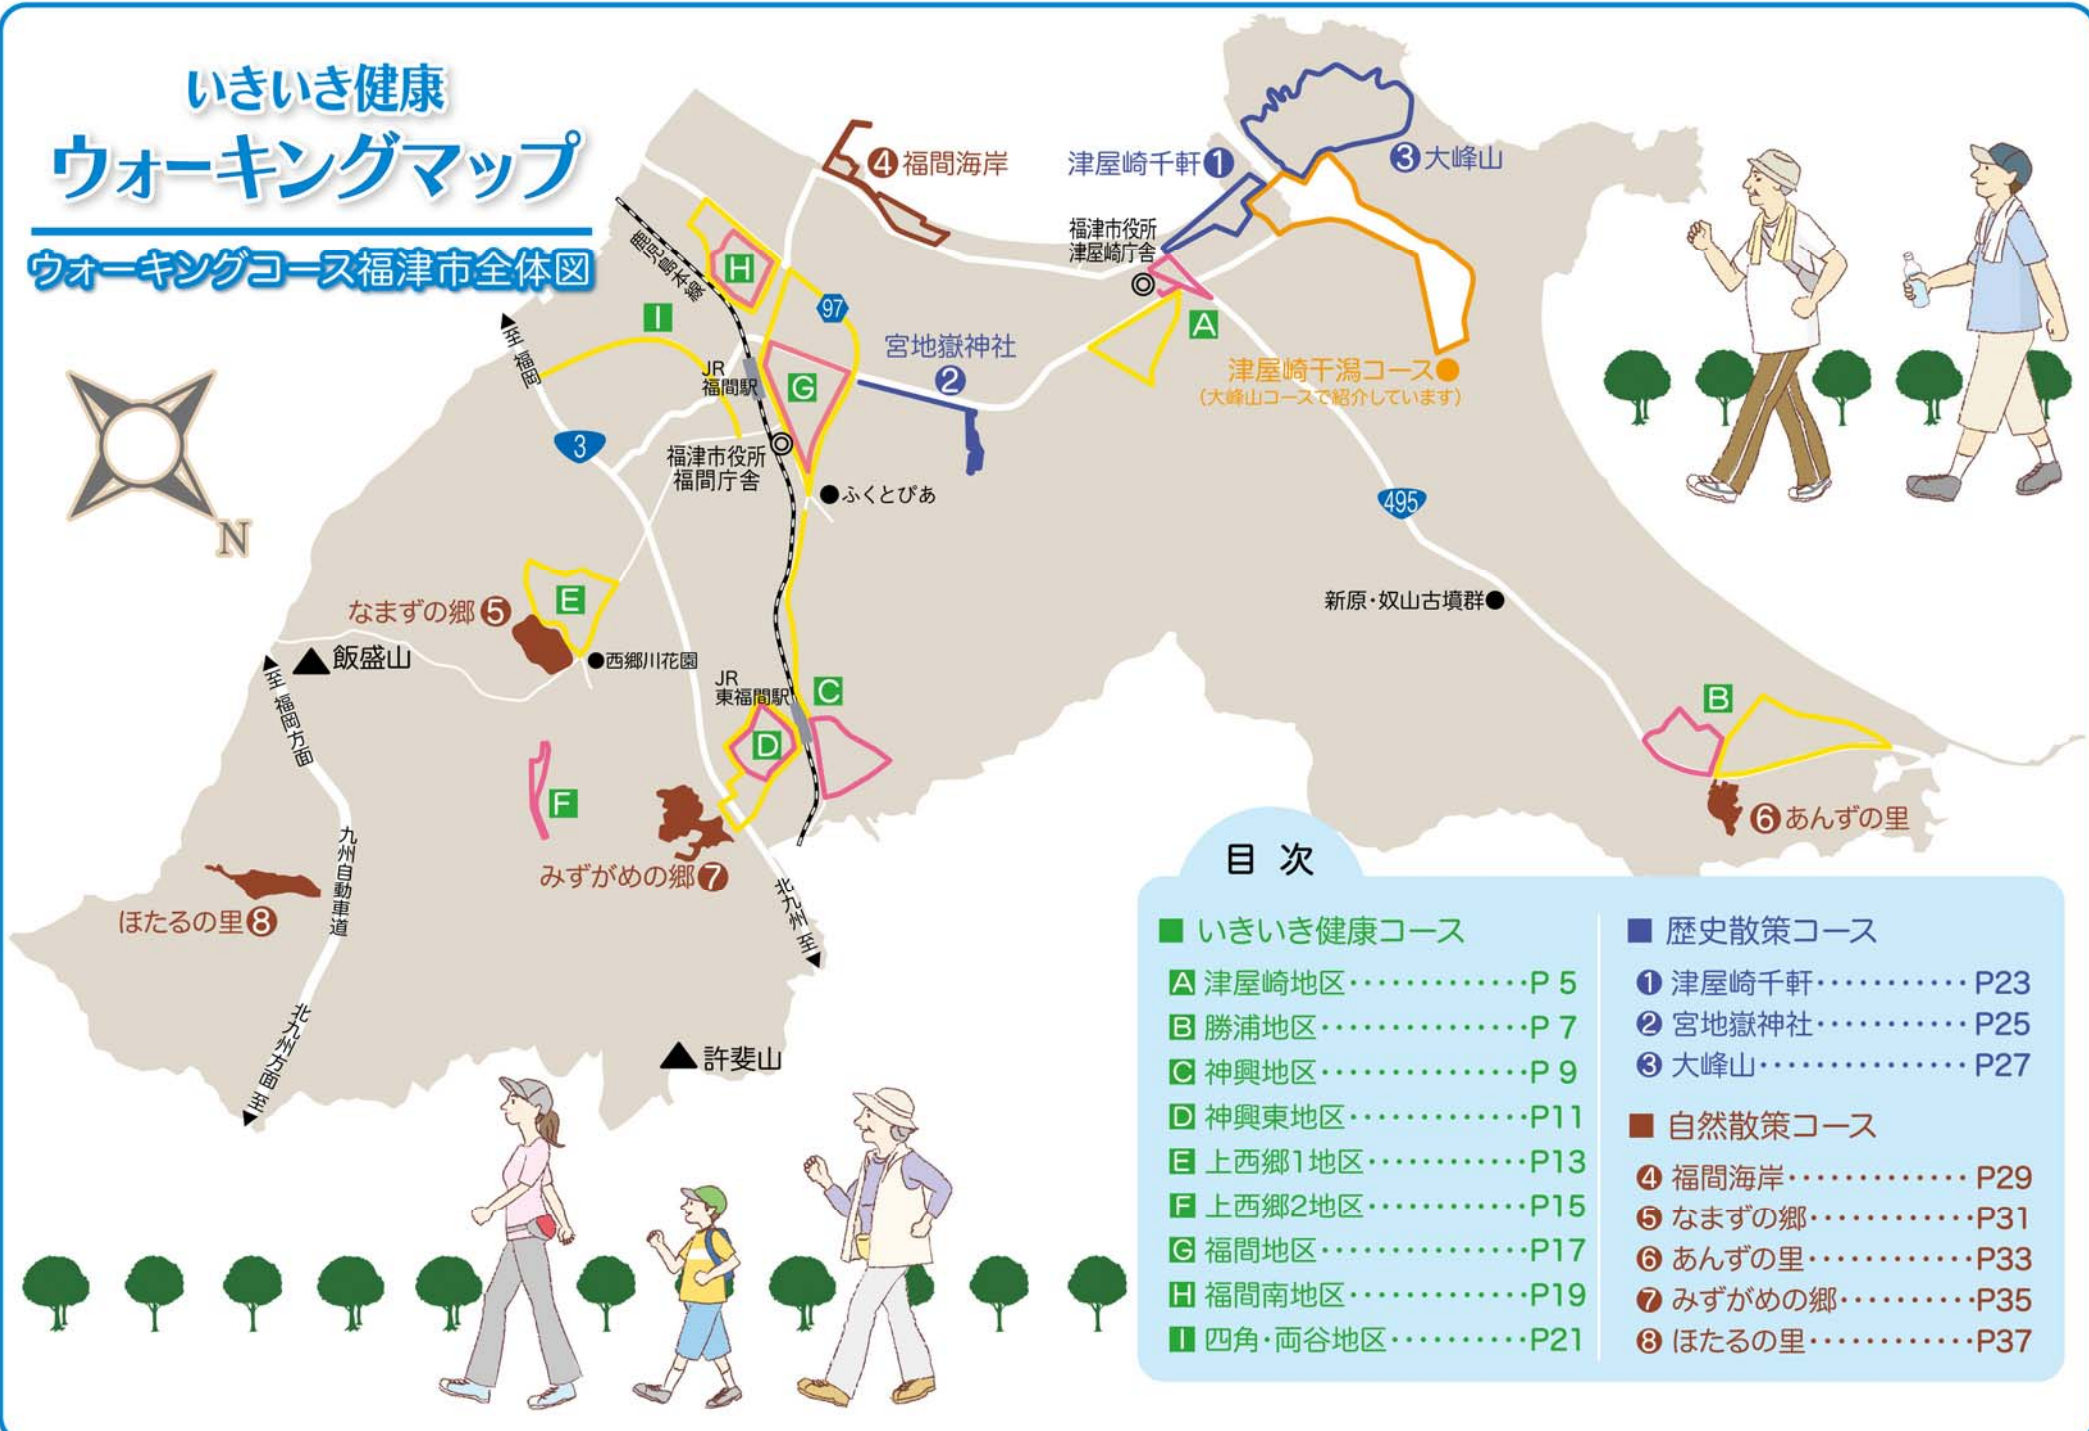 いきいき健康
ウォーキングマップ
ウォーキングコース福津市全体図
N
④福間海岸
津屋崎千軒①
③大峰山
福津市役所
津屋崎庁舎
鹿児島本線
H
I
97
A
宮地嶽神社
②
至 福岡
JR
福間駅
G
津屋崎干潟コース●
(大峰山コースで紹介しています)
3
福津市役所
福間庁舎
●ふくとぴあ
495
E
なまずの郷⑤
新原・奴山古墳群●
▲飯盛山
●西郷川花園
至 福岡方面
JR
東福間駅
C
B
D
F
⑥あんずの里
みずがめの郷⑦
九州自動車道
北九州 至
ほたるの里⑧
北九州方面 至
▲許斐山
目 次
■ いきいき健康コース
A 津屋崎地区·············P 5
B 勝浦地区···············P 7
C 神興地区···············P 9
D 神興東地区·············P11
E 上西郷1地区············P13
F 上西郷2地区············P15
G 福間地区···············P17
H 福間南地区·············P19
I 四角・両谷地区··········P21
■ 歴史散策コース
① 津屋崎千軒···········P23
② 宮地嶽神社···········P25
③ 大峰山···············P27
■ 自然散策コース
④ 福間海岸·············P29
⑤ なまずの郷············P31
⑥ あんずの里············P33
⑦ みずがめの郷··········P35
⑧ ほたるの里············P37